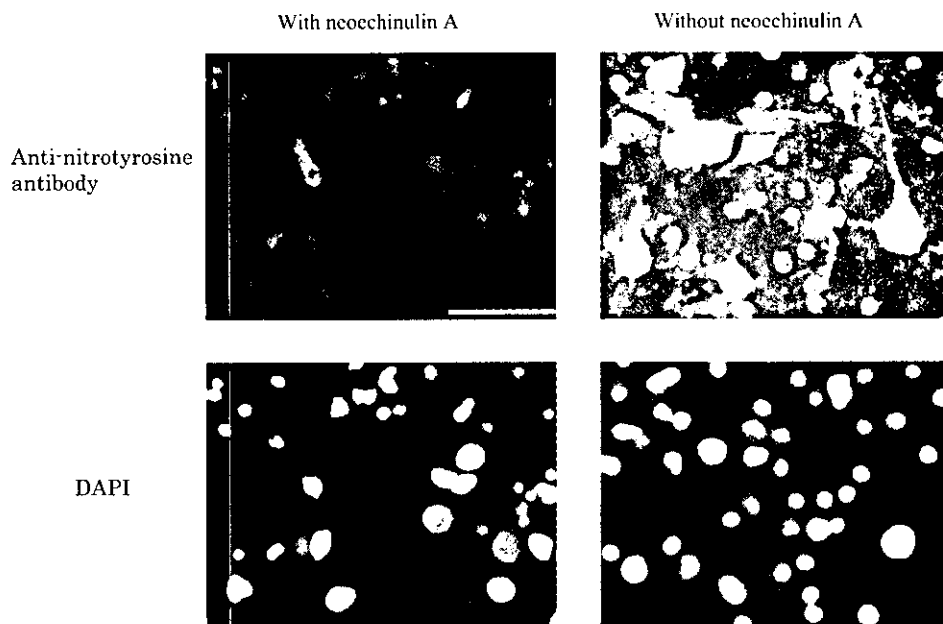 With neoechinulin A
Without neoechinulin A
Anti-nitrotyrosine
antibody
DAPI